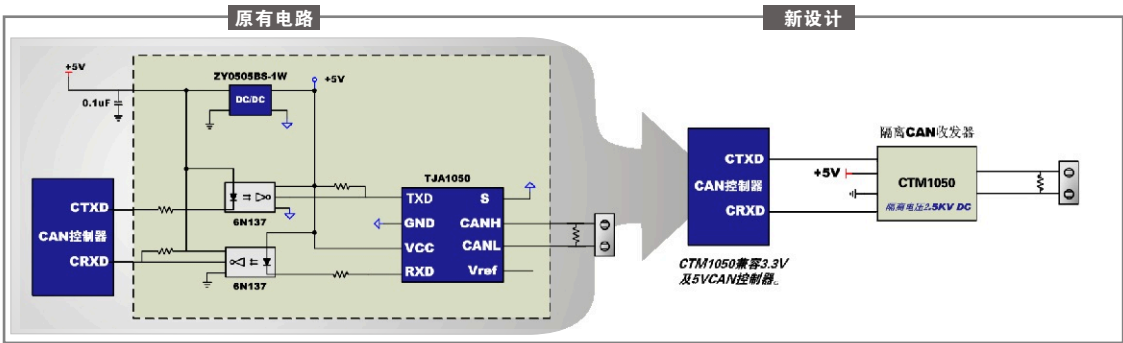 原有电路
新设计
+5V
0.1uF
ZY0505BS-1W
DC/DC
+5V
CTXD
CAN控制器
CRXD
6N137
6N137
TJA1050
TXD
S
GND
CANH
VCC
CANL
RXD
Vref
CTXD
CAN控制器
CRXD
CTM1050兼容3.3V
及5VCAN控制器。
+5V
隔离CAN收发器
CTM1050
隔离电压2.5KV DC